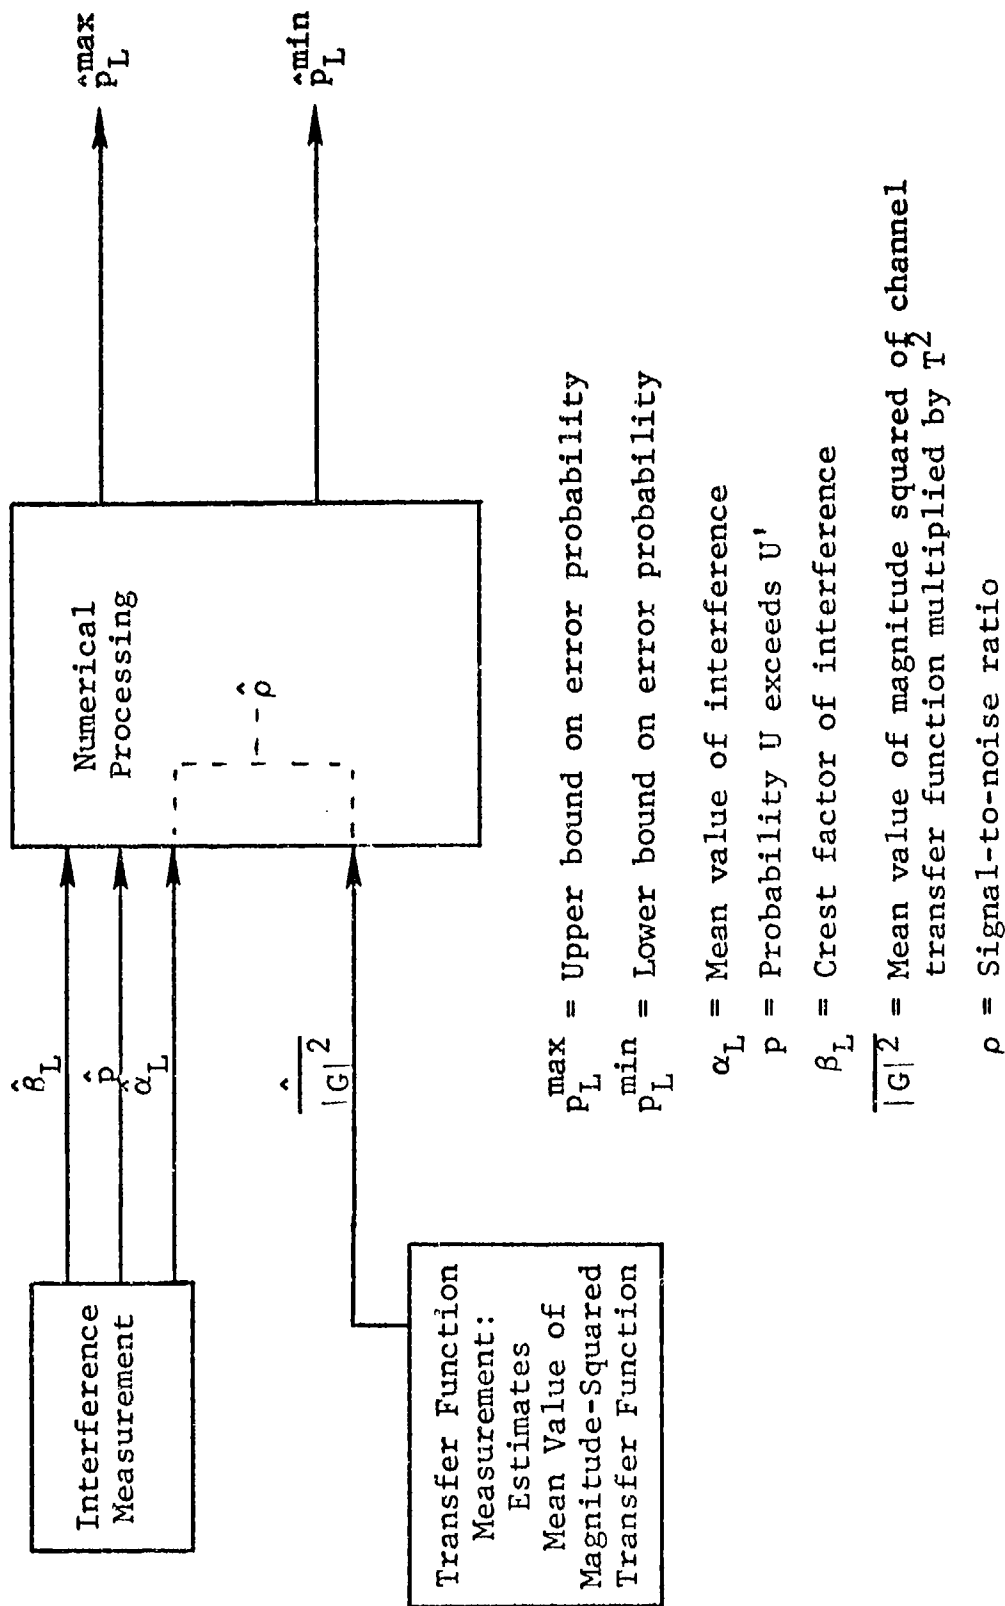 Interference
Measurement
β̂_L
p̂
α̂_L
Numerical
Processing
ρ̂
p̂_L^max
p̂_L^min
Transfer Function
Measurement:
Estimates
Mean Value of
Magnitude-Squared
Transfer Function
|G|²
p_L^max = Upper bound on error probability
p_L^min = Lower bound on error probability
α_L = Mean value of interference
p = Probability U exceeds U'
β_L = Crest factor of interference
|G|² = Mean value of magnitude squared of channel
transfer function multiplied by T²
ρ = Signal-to-noise ratio